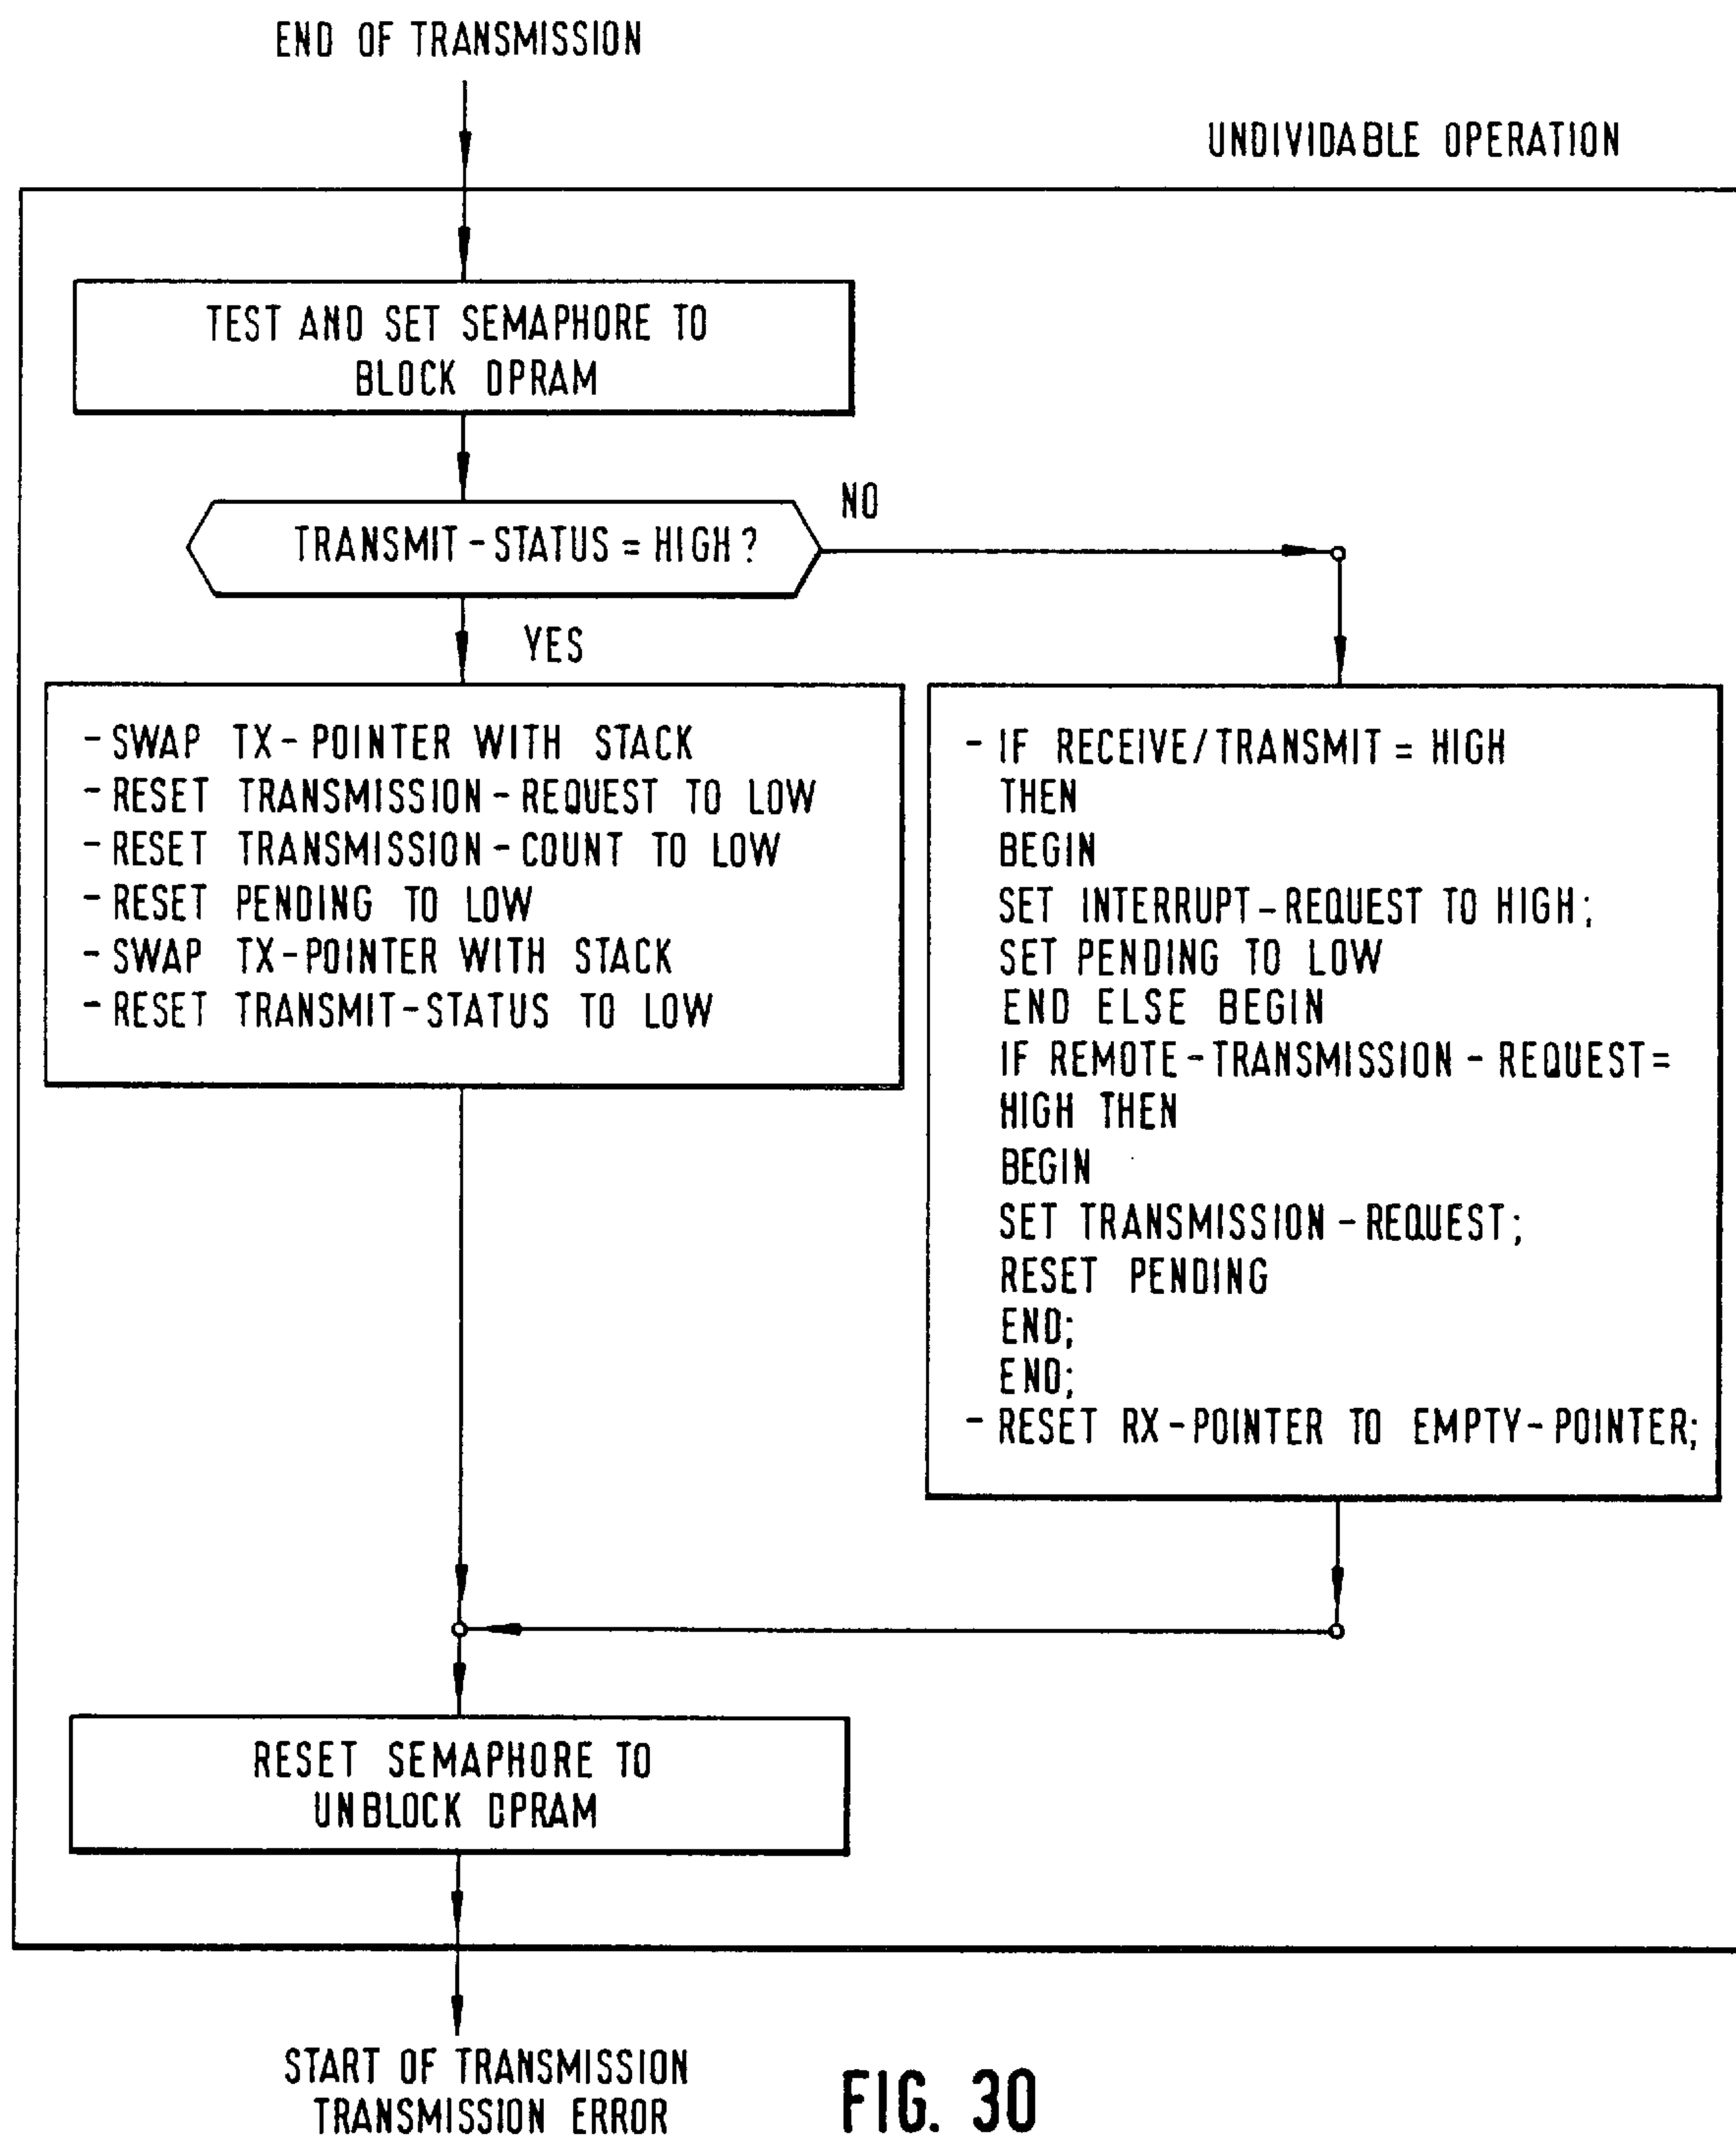 END OF TRANSMISSION
UNDIVIDABLE OPERATION
TEST AND SET SEMAPHORE TO
BLOCK DPRAM
TRANSMIT-STATUS = HIGH?
NO
YES
- SWAP TX-POINTER WITH STACK
- RESET TRANSMISSION-REQUEST TO LOW
- RESET TRANSMISSION-COUNT TO LOW
- RESET PENDING TO LOW
- SWAP TX-POINTER WITH STACK
- RESET TRANSMIT-STATUS TO LOW
- IF RECEIVE/TRANSMIT = HIGH
THEN
BEGIN
SET INTERRUPT-REQUEST TO HIGH;
SET PENDING TO LOW
END ELSE BEGIN
IF REMOTE-TRANSMISSION-REQUEST=
HIGH THEN
BEGIN
SET TRANSMISSION-REQUEST;
RESET PENDING
END;
END;
- RESET RX-POINTER TO EMPTY-POINTER;
RESET SEMAPHORE TO
UNBLOCK DPRAM
START OF TRANSMISSION
TRANSMISSION ERROR
FIG. 30